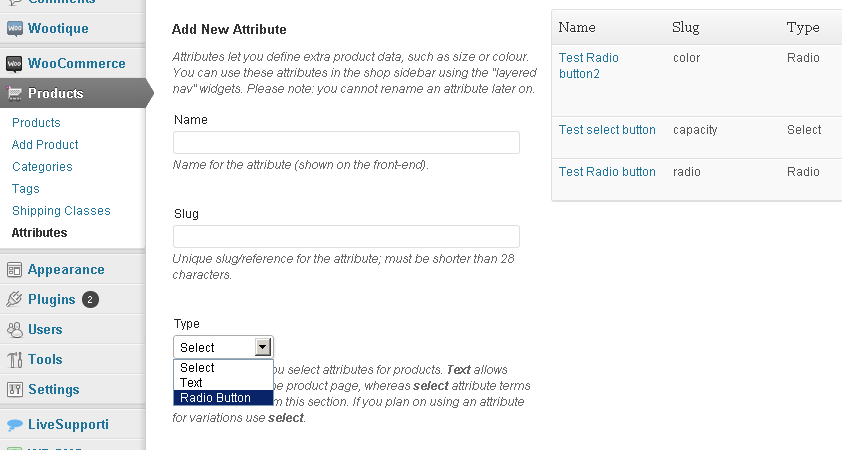 Comments
Wootique
WooCommerce
Products
Products
Add Product
Categories
Tags
Shipping Classes
Attributes
Appearance
Plugins 2
Users
Tools
Settings
LiveSupporti
Add New Attribute
Attributes let you define extra product data, such as size or colour.
You can use these attributes in the shop sidebar using the "layered
nav" widgets. Please note: you cannot rename an attribute later on.
Name
Name for the attribute (shown on the front-end).
Slug
Unique slug/reference for the attribute; must be shorter than 28
characters.
Type
Select
Select
Text
Radio Button
ou select attributes for products. Text allows
e product page, whereas select attribute terms
m this section. If you plan on using an attribute
for variations use select.
Name Slug Type
Test Radio color Radio
button2
Test select button capacity Select
Test Radio button radio Radio